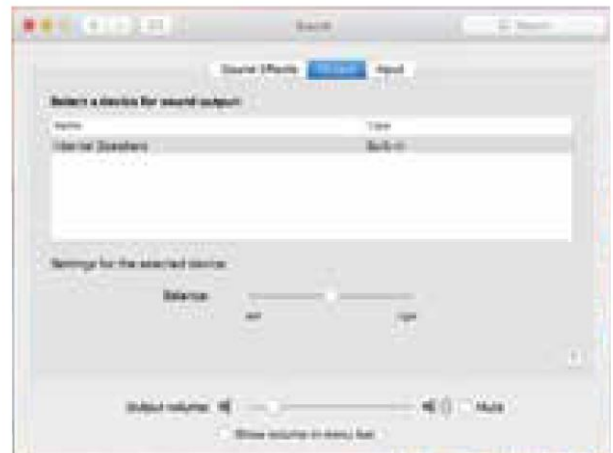 Sound
Search
Sound Effects Output Input
Select a device for sound output:
Name Type
Internal Speakers Built-in
Settings for the selected device:
Balance:
left right
?
Output volume: Mute
Show volume in menu bar